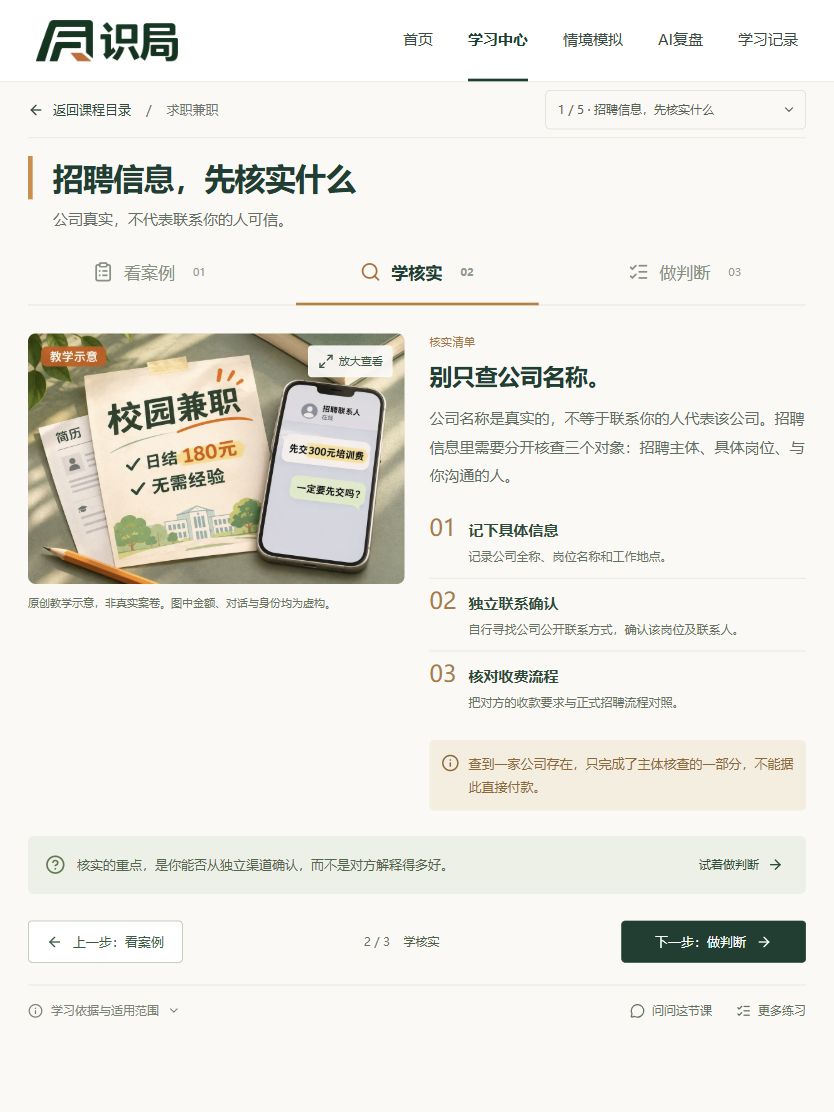 识局
首页
学习中心
情境模拟
AI复盘
学习记录
返回课程目录 / 求职兼职
1 / 5 · 招聘信息，先核实什么
招聘信息，先核实什么
公司真实，不代表联系你的人可信。
看案例 01
学核实 02
做判断 03
教学示意
放大查看
简历
校园兼职
日结180元
无需经验
招聘联系人
在线
先交300元培训费
一定要先交吗？
原创教学示意，非真实案卷。图中金额、对话与身份均为虚构。
核实清单
别只查公司名称。
公司名称是真实的，不等于联系你的人代表该公司。招聘
信息里需要分开核查三个对象：招聘主体、具体岗位、与
你沟通的人。
01 记下具体信息
记录公司全称、岗位名称和工作地点。
02 独立联系确认
自行寻找公司公开联系方式，确认该岗位及联系人。
03 核对收费流程
把对方的收款要求与正式招聘流程对照。
查到一家公司存在，只完成了主体核查的一部分，不能据
此直接付款。
核实的重点，是你能否从独立渠道确认，而不是对方解释得多好。
试着做判断
上一步：看案例
2 / 3 学核实
下一步：做判断
学习依据与适用范围
问问这节课
更多练习